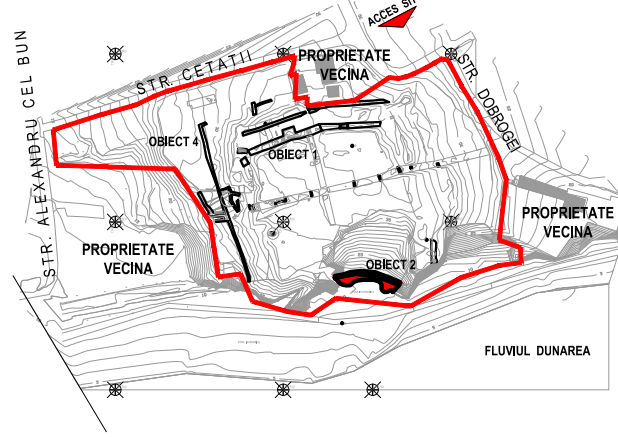 ACCES SIT
STR. CETATII
PROPRIETATE
VECINA
STR. ALEXANDRU CEL BUN
STR. DOBROGEI
OBIECT 4
OBIECT 1
PROPRIETATE
VECINA
PROPRIETATE
VECINA
OBIECT 2
FLUVIUL DUNAREA